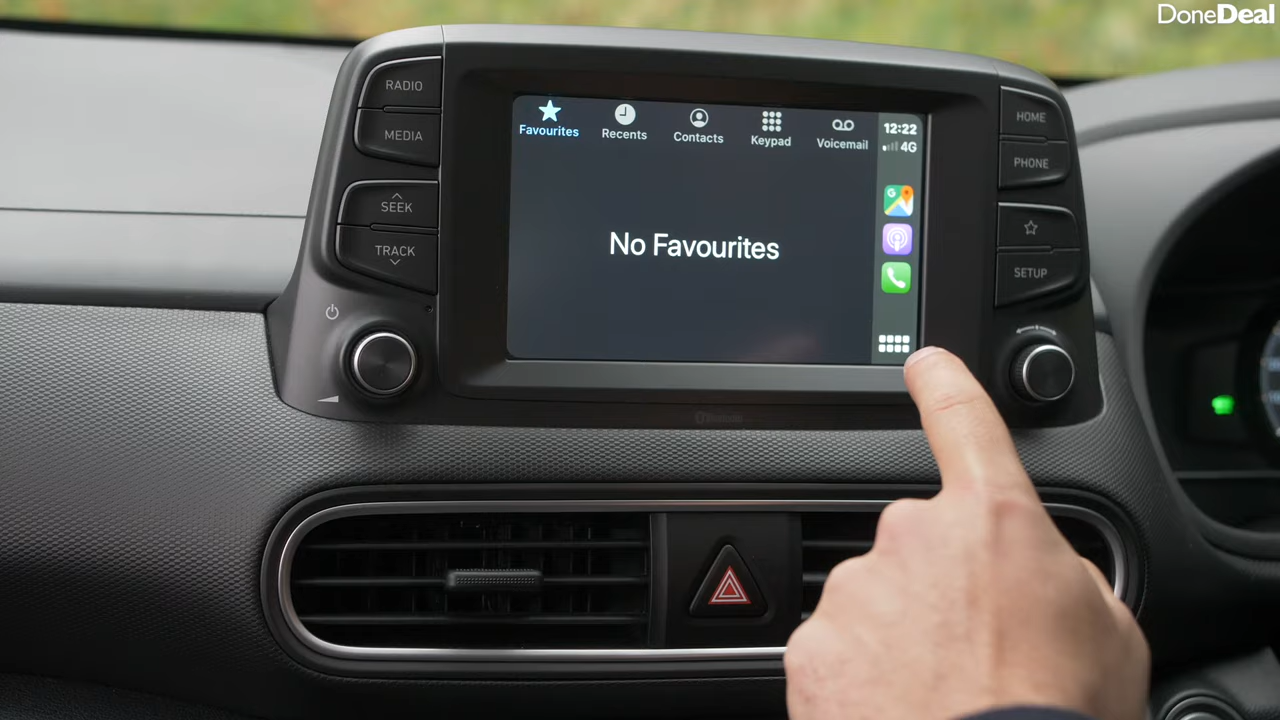 DoneDeal
RADIO
MEDIA
SEEK
TRACK
Favourites
Recents
Contacts
Keypad
Voicemail
12:22
4G
No Favourites
HOME
PHONE
SETUP